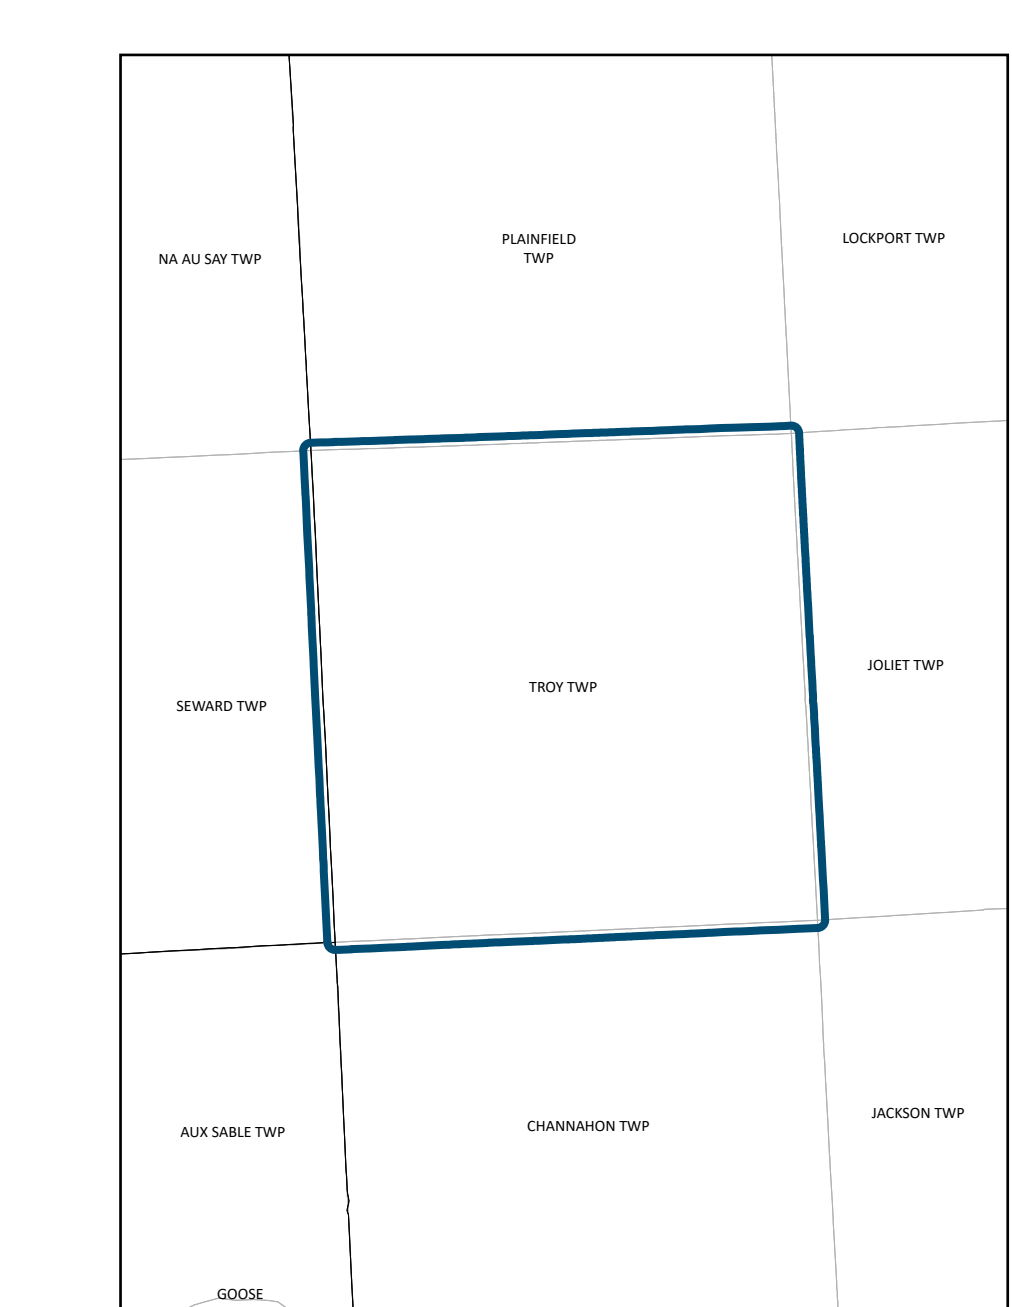 NA AU SAY TWP
PLAINFIELD
TWP
LOCKPORT TWP
SEWARD TWP
TROY TWP
JOLIET TWP
AUX SABLE TWP
CHANNAHON TWP
JACKSON TWP
GOOSE